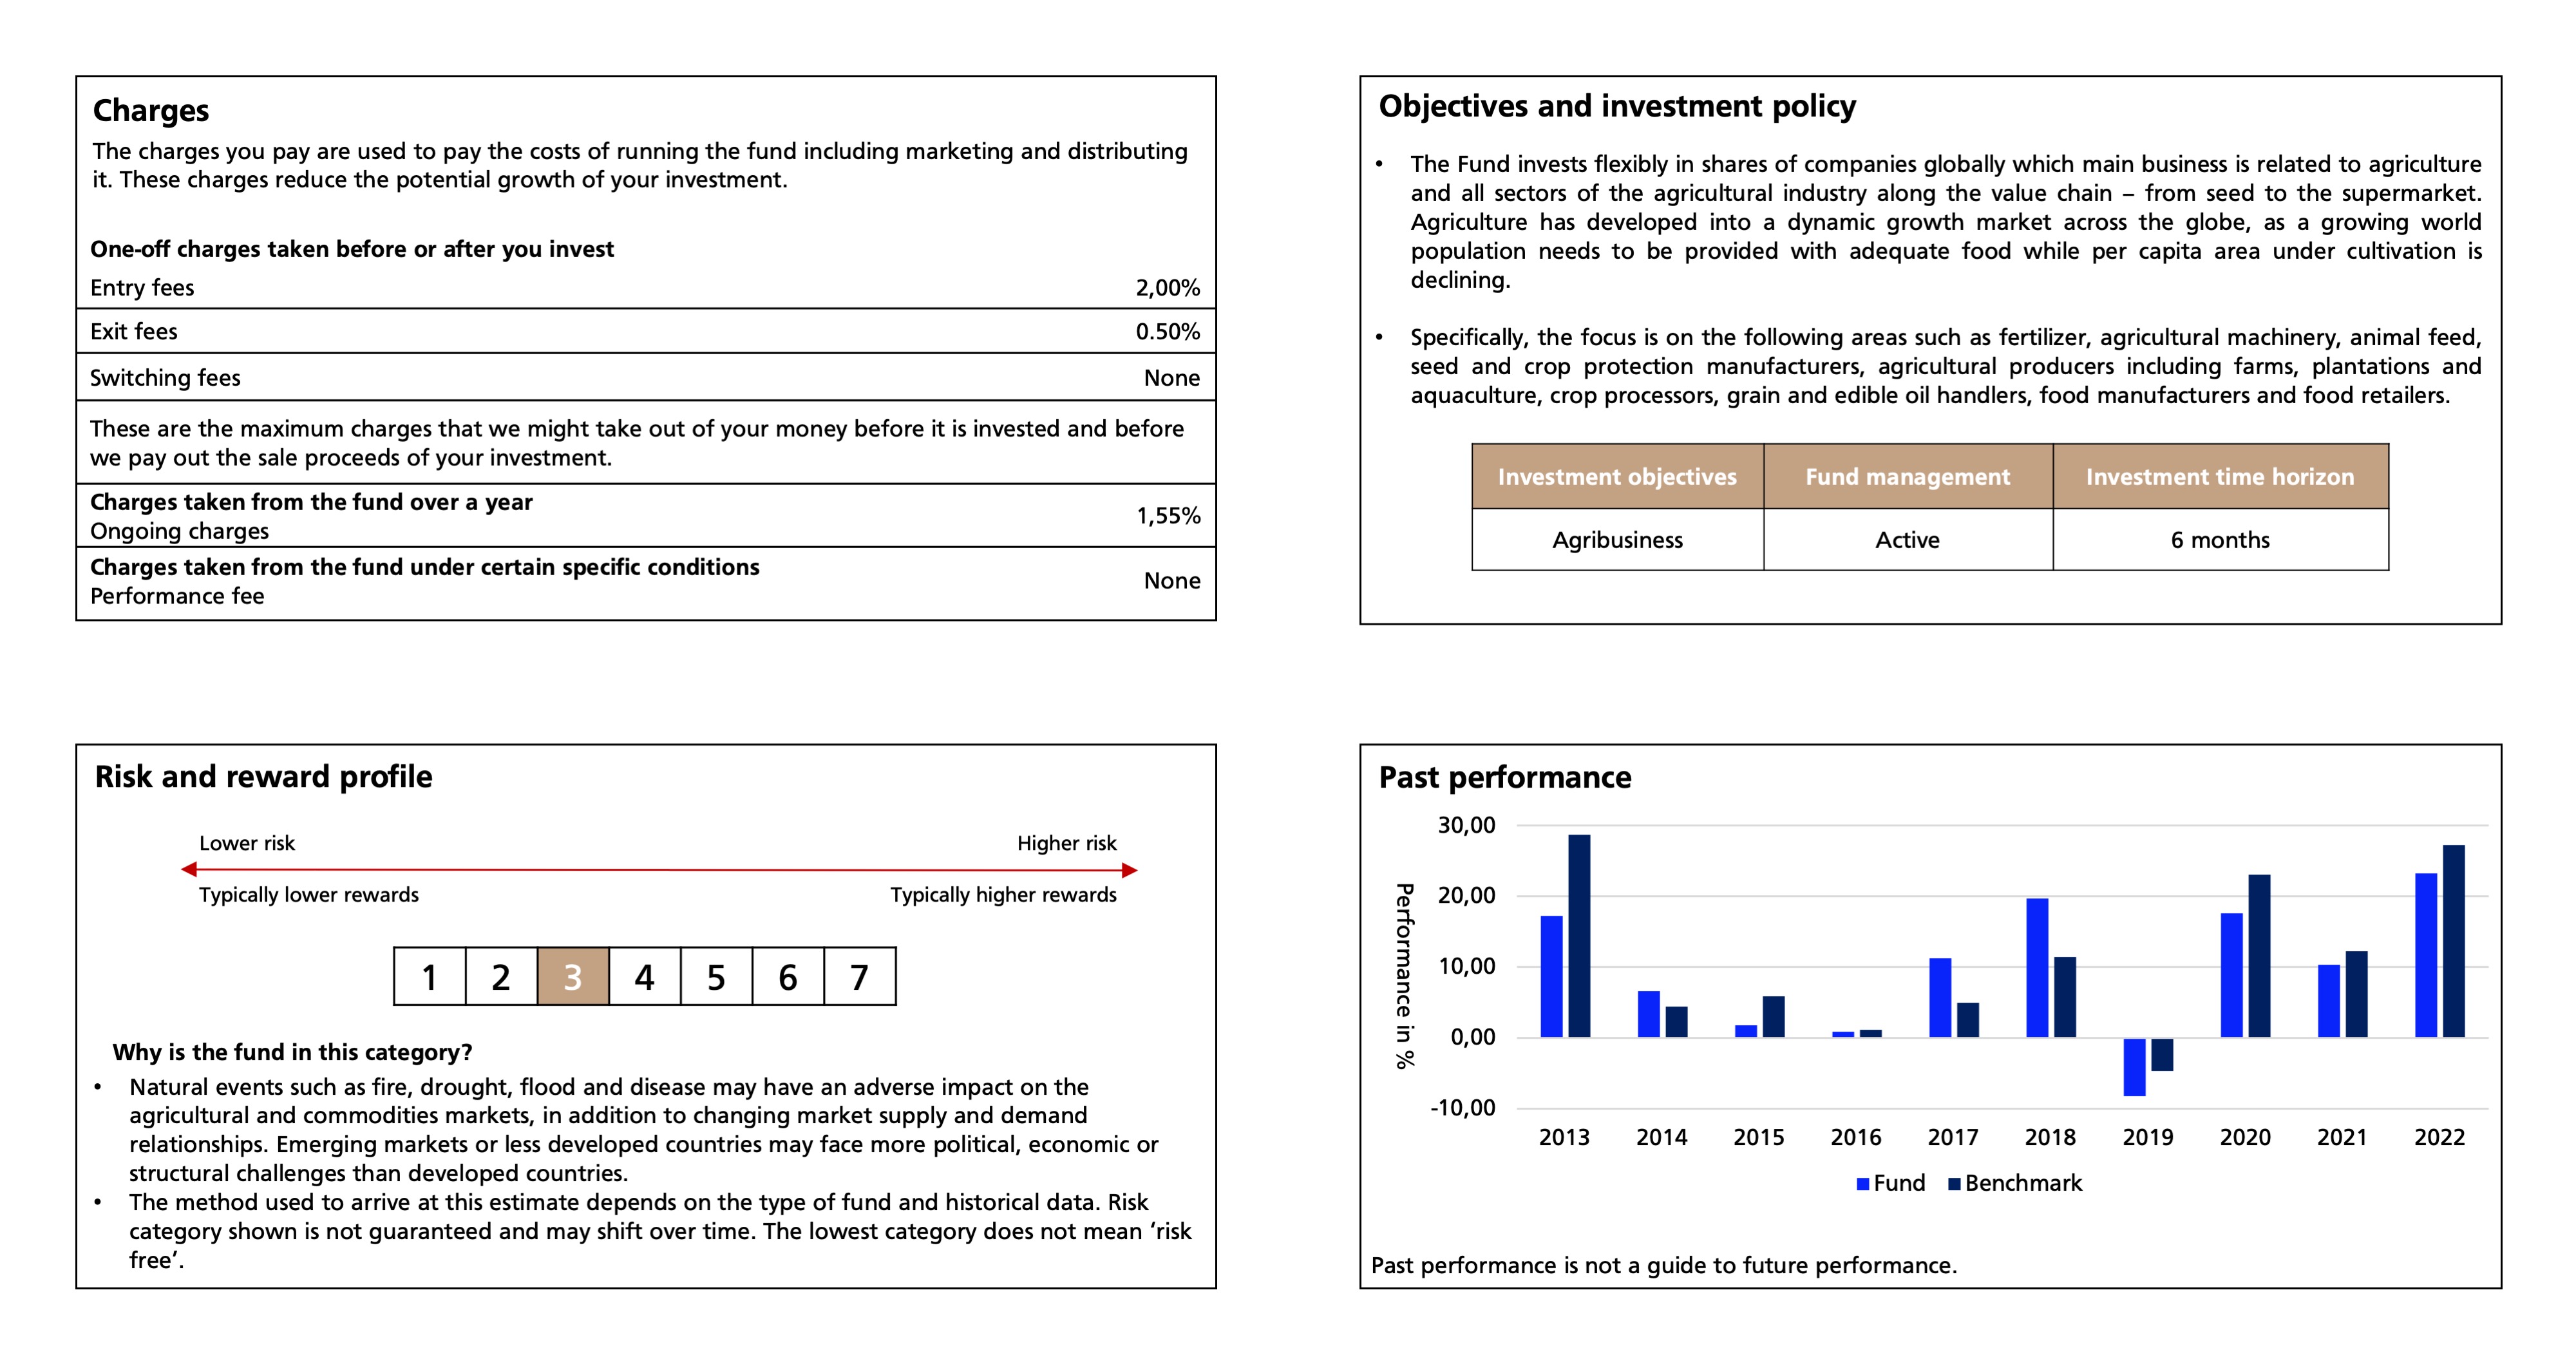 Charges
The charges you pay are used to pay the costs of running the fund including marketing and distributing
it. These charges reduce the potential growth of your investment.
One-off charges taken before or after you invest
Entry fees 2,00%
Exit fees 0.50%
Switching fees None
These are the maximum charges that we might take out of your money before it is invested and before
we pay out the sale proceeds of your investment.
Charges taken from the fund over a year
Ongoing charges 1,55%
Charges taken from the fund under certain specific conditions
Performance fee None
Objectives and investment policy
• The Fund invests flexibly in shares of companies globally which main business is related to agriculture
and all sectors of the agricultural industry along the value chain – from seed to the supermarket.
Agriculture has developed into a dynamic growth market across the globe, as a growing world
population needs to be provided with adequate food while per capita area under cultivation is
declining.
• Specifically, the focus is on the following areas such as fertilizer, agricultural machinery, animal feed,
seed and crop protection manufacturers, agricultural producers including farms, plantations and
aquaculture, crop processors, grain and edible oil handlers, food manufacturers and food retailers.
Investment objectives Fund management Investment time horizon
Agribusiness Active 6 months
Risk and reward profile
Lower risk Higher risk
Typically lower rewards Typically higher rewards
1 2 3 4 5 6 7
Why is the fund in this category?
• Natural events such as fire, drought, flood and disease may have an adverse impact on the
agricultural and commodities markets, in addition to changing market supply and demand
relationships. Emerging markets or less developed countries may face more political, economic or
structural challenges than developed countries.
• The method used to arrive at this estimate depends on the type of fund and historical data. Risk
category shown is not guaranteed and may shift over time. The lowest category does not mean ‘risk
free’.
Past performance
Performance in %
30,00
20,00
10,00
0,00
-10,00
2013 2014 2015 2016 2017 2018 2019 2020 2021 2022
Fund Benchmark
Past performance is not a guide to future performance.